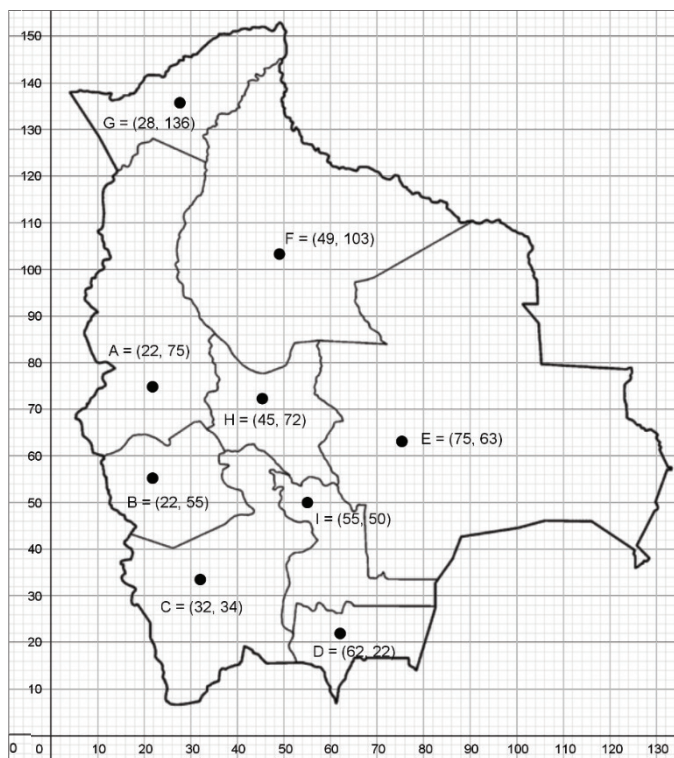 150
140
130
G = (28, 136)
120
110
F = (49, 103)
100
90
A = (22, 75)
80
70
H = (45, 72)
E = (75, 63)
60
B = (22, 55)
50
I = (55, 50)
40
C = (32, 34)
30
20
D = (62, 22)
10
0 0 10 20 30 40 50 60 70 80 90 100 110 120 130